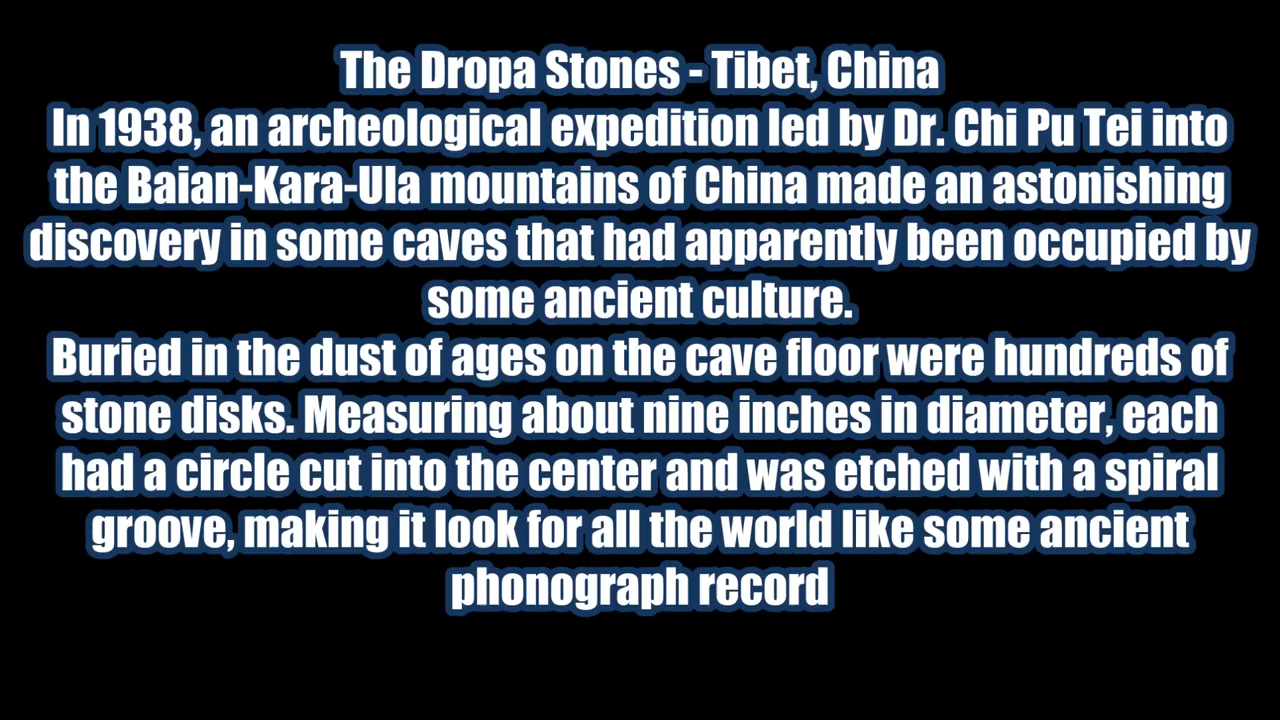 The Dropa Stones - Tibet, China
In 1938, an archeological expedition led by Dr. Chi Pu Tei into
the Baian-Kara-Ula mountains of China made an astonishing
discovery in some caves that had apparently been occupied by
some ancient culture.
Buried in the dust of ages on the cave floor were hundreds of
stone disks. Measuring about nine inches in diameter, each
had a circle cut into the center and was etched with a spiral
groove, making it look for all the world like some ancient
phonograph record